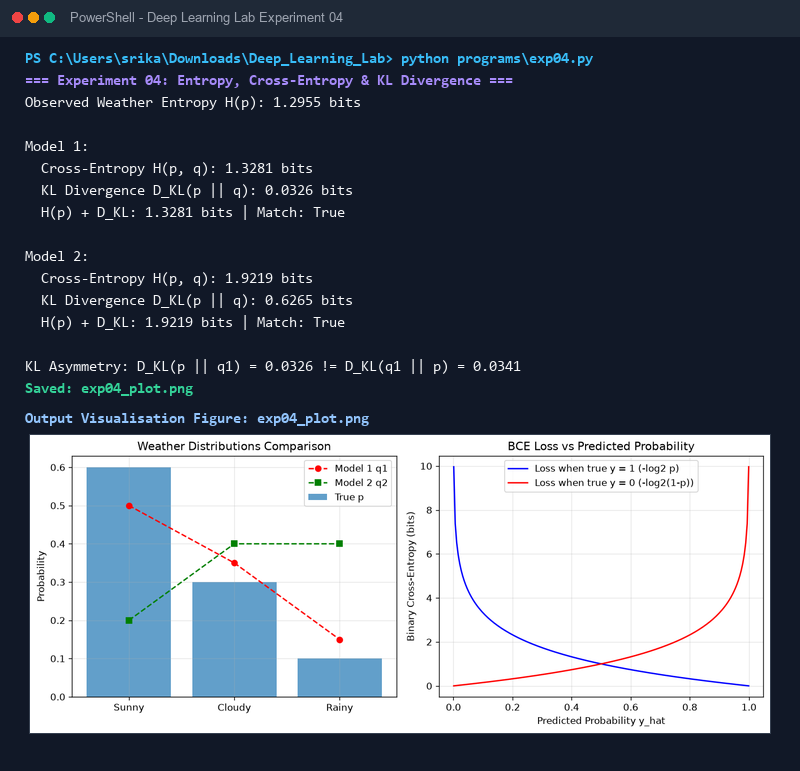 PowerShell - Deep Learning Lab Experiment 04
PS C:\Users\srika\Downloads\Deep_Learning_Lab> python programs\exp04.py
=== Experiment 04: Entropy, Cross-Entropy & KL Divergence ===
Observed Weather Entropy H(p): 1.2955 bits
Model 1:
Cross-Entropy H(p, q): 1.3281 bits
KL Divergence D_KL(p || q): 0.0326 bits
H(p) + D_KL: 1.3281 bits | Match: True
Model 2:
Cross-Entropy H(p, q): 1.9219 bits
KL Divergence D_KL(p || q): 0.6265 bits
H(p) + D_KL: 1.9219 bits | Match: True
KL Asymmetry: D_KL(p || q1) = 0.0326 != D_KL(q1 || p) = 0.0341
Saved: exp04_plot.png
Output Visualisation Figure: exp04_plot.png
Weather Distributions Comparison
Model 1 q1
Model 2 q2
True p
Probability
0.6
0.5
0.4
0.3
0.2
0.1
0.0
Sunny Cloudy Rainy
BCE Loss vs Predicted Probability
Loss when true y = 1 (-log2 p)
Loss when true y = 0 (-log2(1-p))
Binary Cross-Entropy (bits)
10
8
6
4
2
0
0.0 0.2 0.4 0.6 0.8 1.0
Predicted Probability y_hat